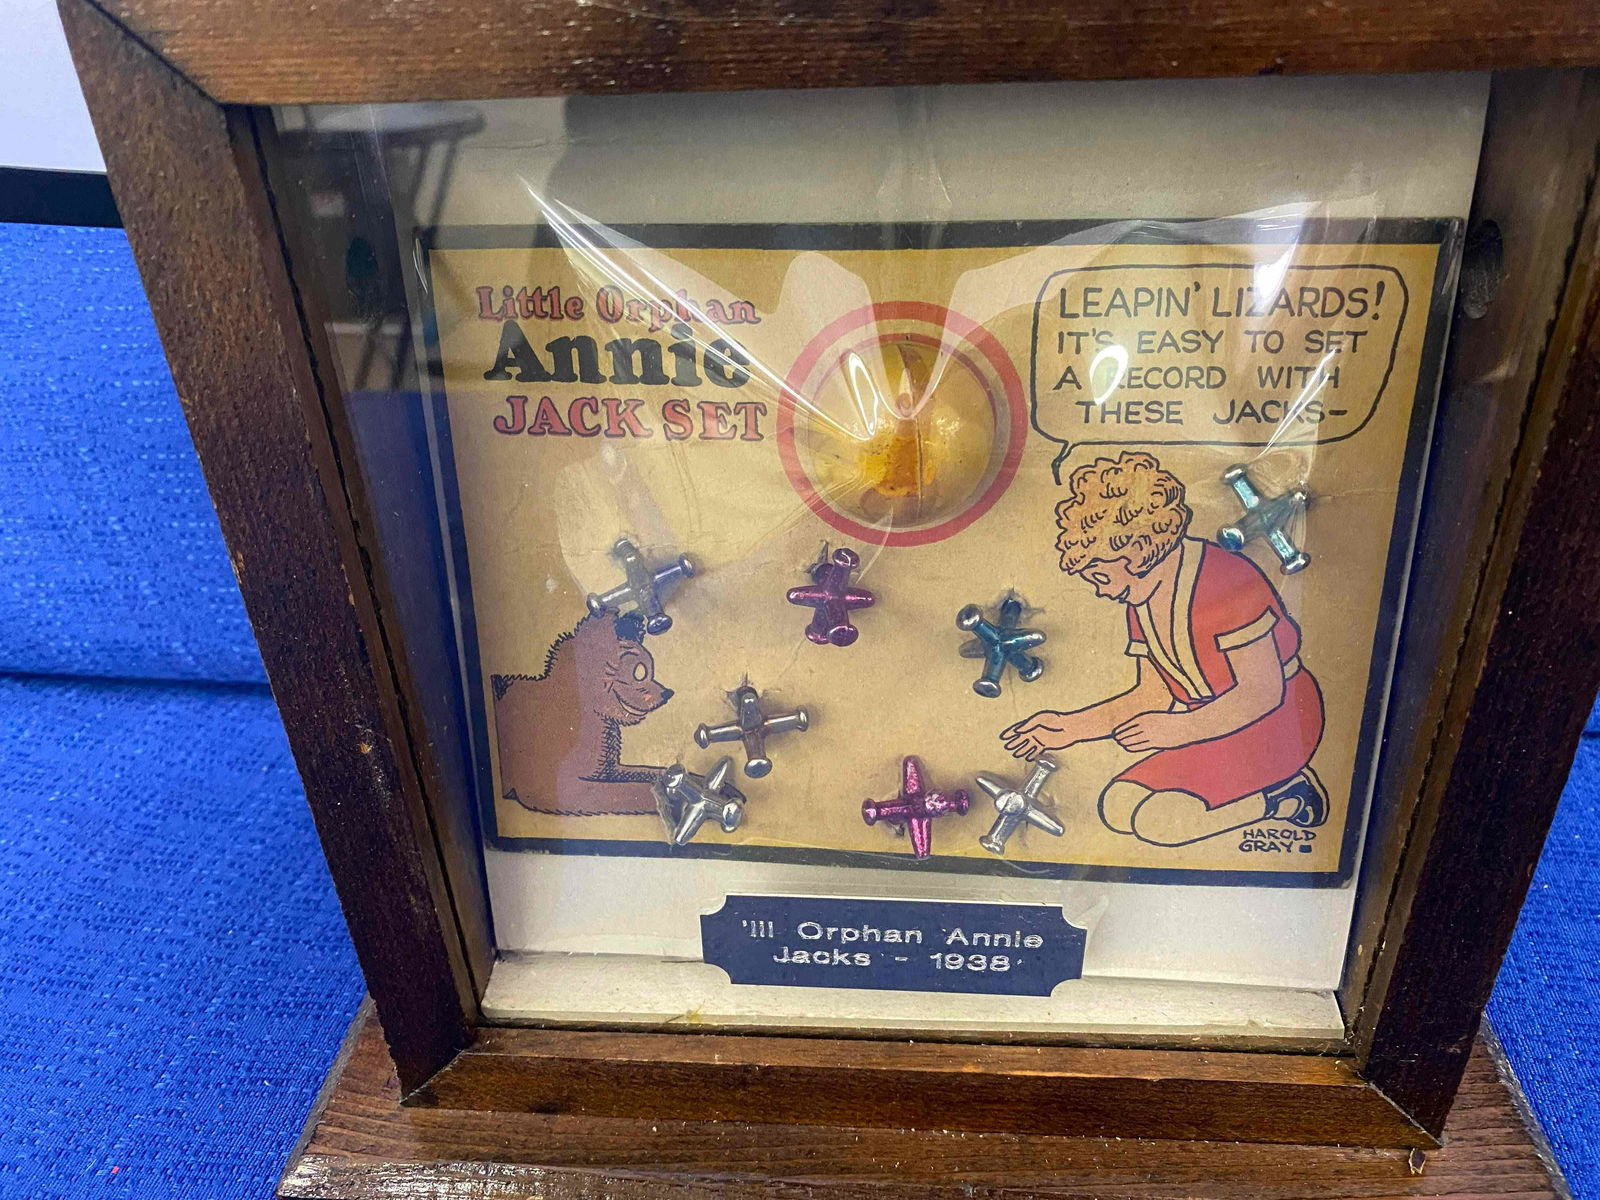 Little Orphan
Annie
JACK SET
LEAPIN' LIZARDS!
IT'S EASY TO SET
A RECORD WITH
THESE JACKS-
HAROLD
GRAY
'lll Orphan Annie
Jacks - 1938